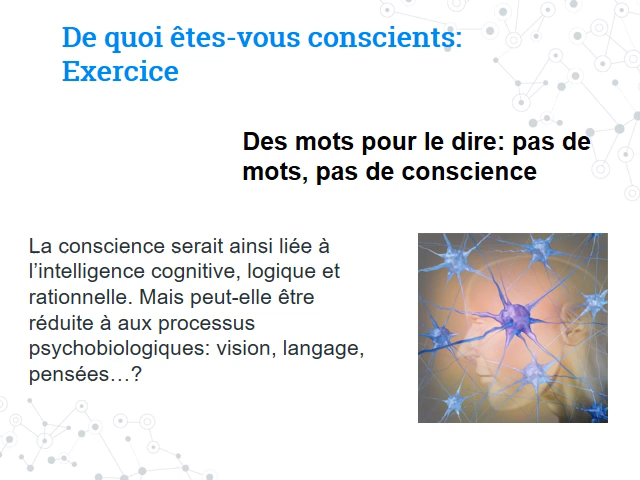 De quoi êtes-vous conscients:
Exercice
Des mots pour le dire: pas de
mots, pas de conscience
La conscience serait ainsi liée à
l’intelligence cognitive, logique et
rationnelle. Mais peut-elle être
réduite à aux processus
psychobiologiques: vision, langage,
pensées…?